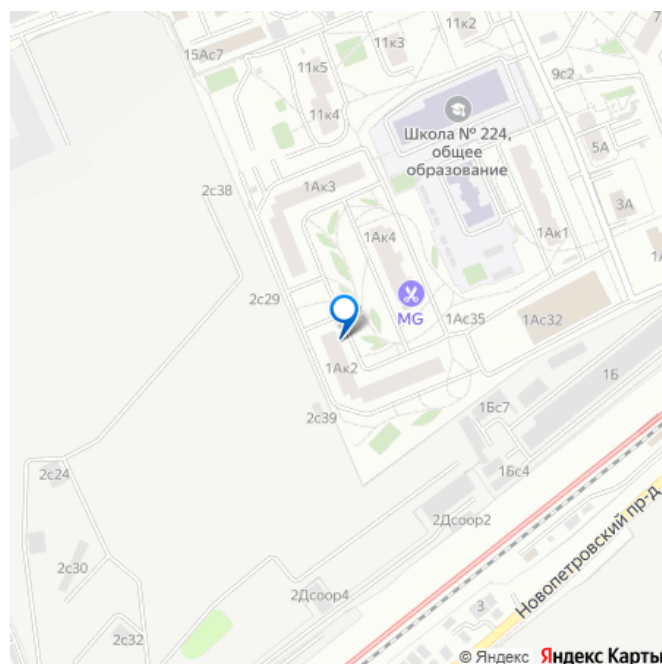 11к2
11к3
15Ас7
11к5
9с2
11к4
Школа № 224,
общее
образование
5А
2с38
1Ак3
3А
1Ак4
1Ак1
2с29
MG
1Ас35
1Ас32
1Ак2
1Б
1Бс7
2с39
1Бс4
2с24
2Дсоор2
Новопетровский пр-д
2с30
2Дсоор4
3
2с32
© Яндекс Яндекс Карты